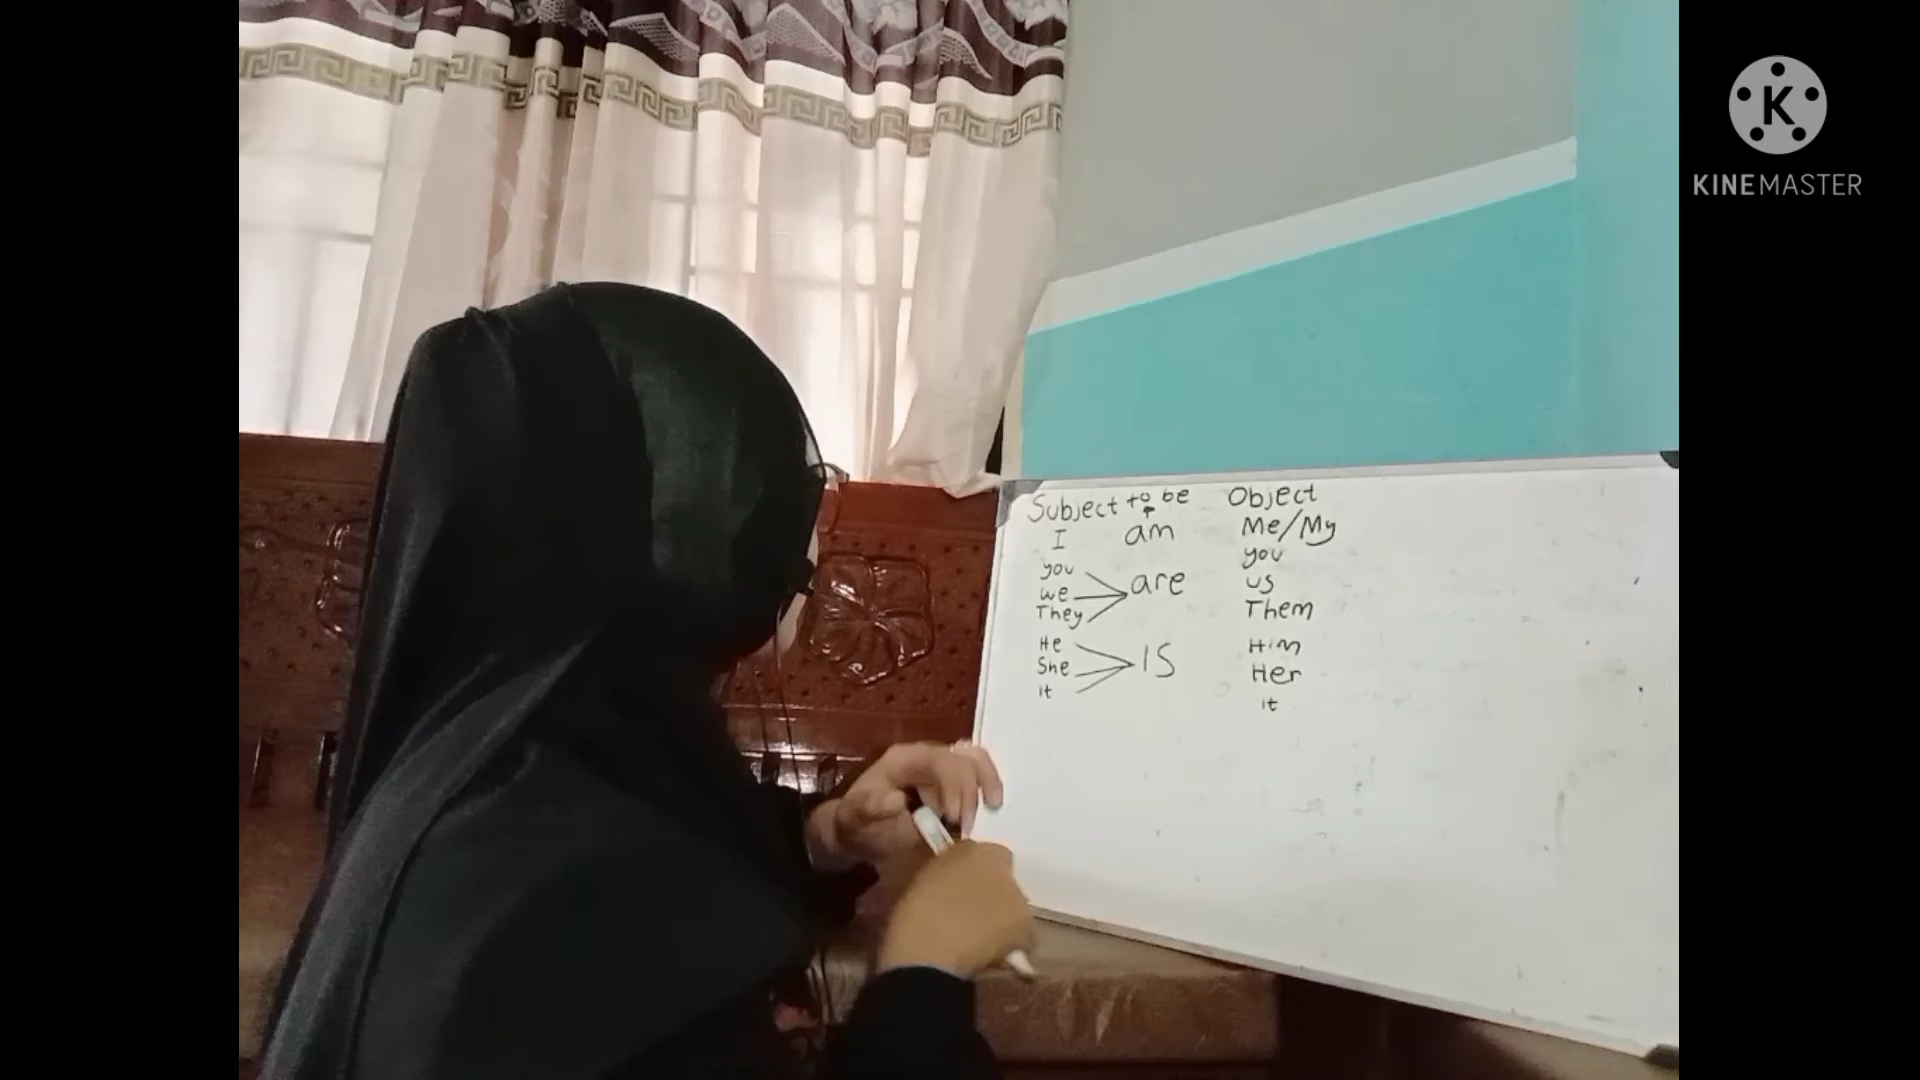 Subject to be Object
I am Me/My
you are you
we us
They Them
He Him
She is Her
it it
K
KINEMASTER